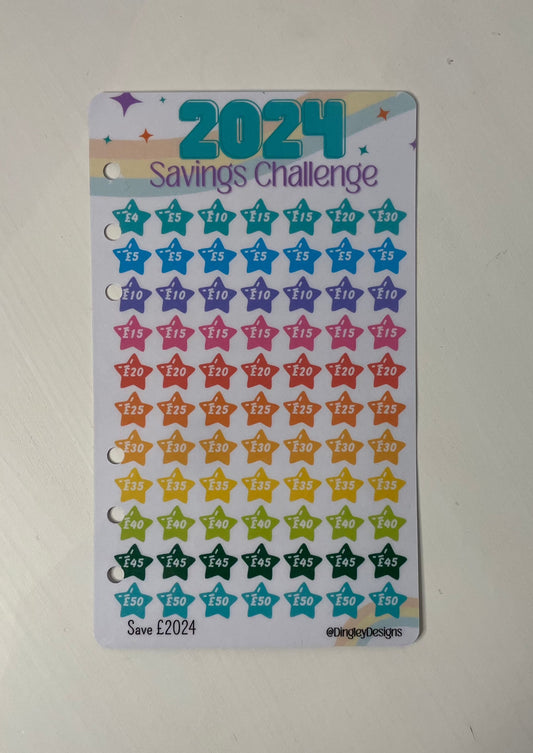 2024
Savings Challenge
£4 £5 £10 £15 £15 £20 £30
£5 £5 £5 £5 £5 £5 £5
£10 £10 £10 £10 £10 £10 £10
£15 £15 £15 £15 £15 £15 £15
£20 £20 £20 £20 £20 £20 £20
£25 £25 £25 £25 £25 £25 £25
£30 £30 £30 £30 £30 £30 £30
£35 £35 £35 £35 £35 £35 £35
£40 £40 £40 £40 £40 £40 £40
£45 £45 £45 £45 £45 £45 £45
£50 £50 £50 £50 £50 £50 £50
Save £2024
@DingleyDesigns